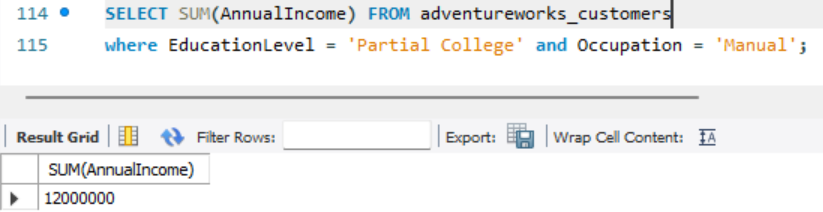 114 SELECT SUM(AnnualIncome) FROM adventureworks_customers
115 where EducationLevel = 'Partial College' and Occupation = 'Manual';
Result Grid Filter Rows: Export: Wrap Cell Content: IA
SUM(AnnualIncome)
12000000